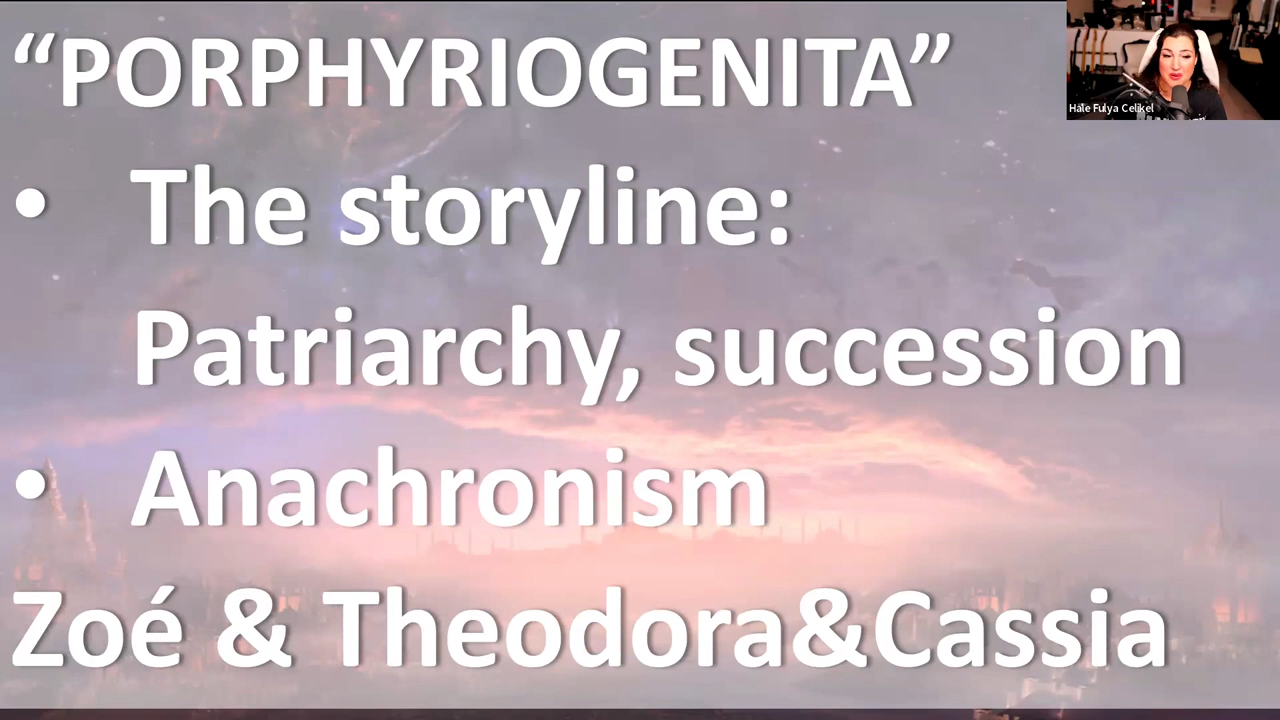 “PORPHYRIOGENITA”
• The storyline:
Patriarchy, succession
• Anachronism
Zoé & Theodora&Cassia
Hale Fulya Celikel